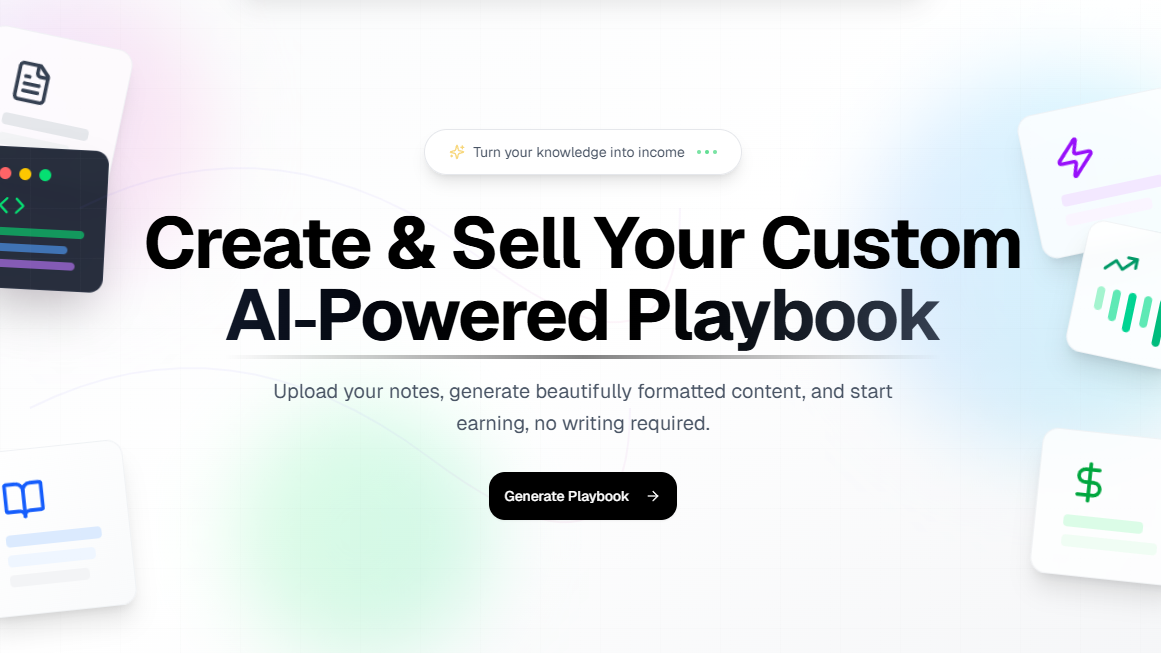 Turn your knowledge into income
Create & Sell Your Custom
AI-Powered Playbook
Upload your notes, generate beautifully formatted content, and start
earning, no writing required.
Generate Playbook →